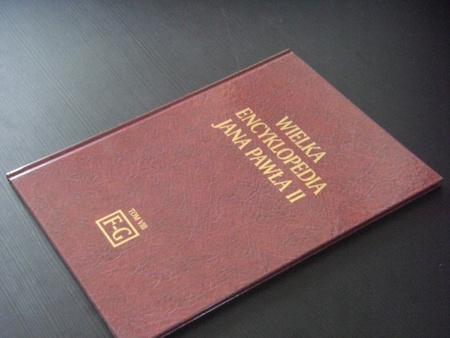 WIELKA
ENCYKLOPEDIA
JANA PAWŁA II
TOM VIII
F-G